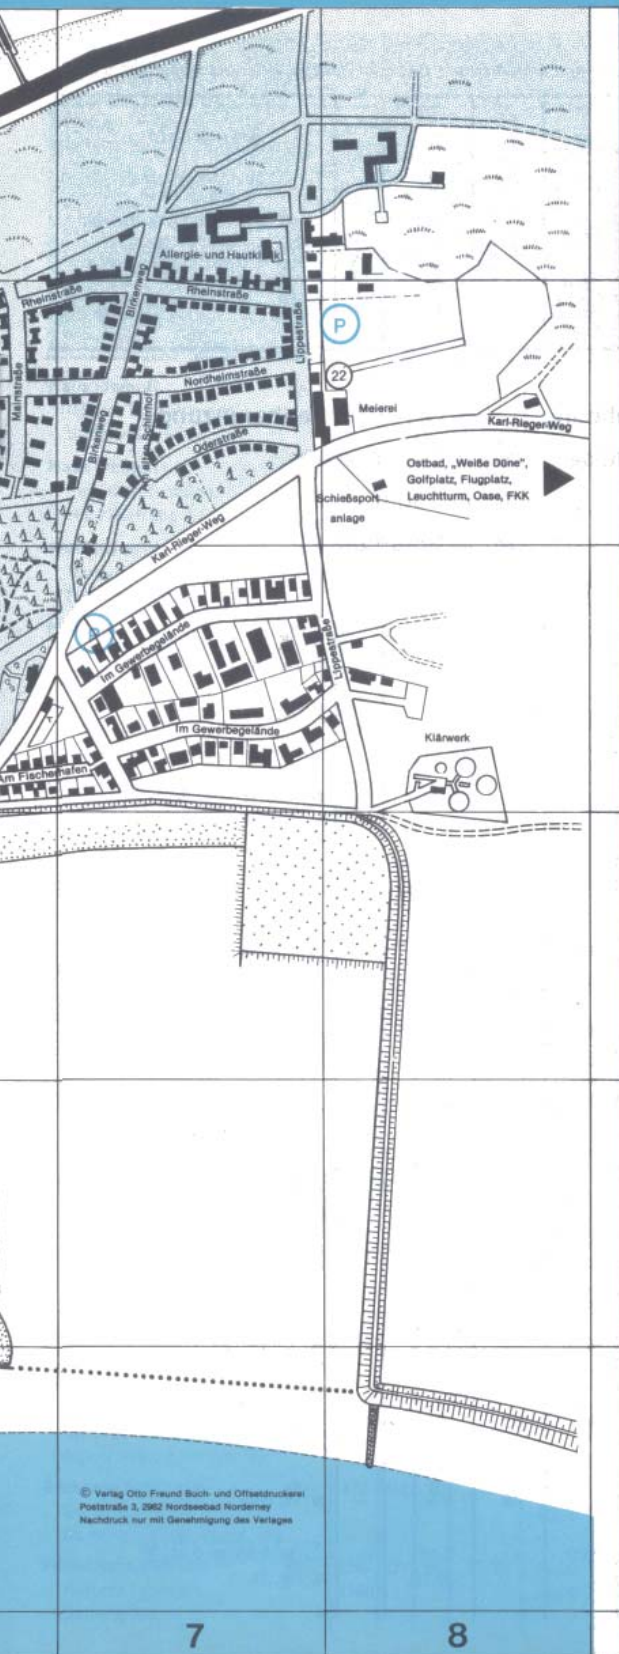 Allergie- und Hautklinik
Rheinstraße
Birkenweg
Rheinstraße
Lippestraße
P
Mainstraße
Nordhelmstraße
22
Meierei
Birkenweg
Oderstraße
Karl-Rieger-Weg
Ostbad, „Weiße Düne",
Golfplatz, Flugplatz,
Leuchtturm, Oase, FKK
Schießsport
anlage
Karl-Rieger-Weg
P
Im Gewerbegelände
Lippestraße
Im Gewerbegelände
Klärwerk
Am Fischerhafen
© Verlag Otto Freund Buch- und Offsetdruckerei
Poststraße 3, 2982 Nordseebad Norderney
Nachdruck nur mit Genehmigung des Verlages
7
8